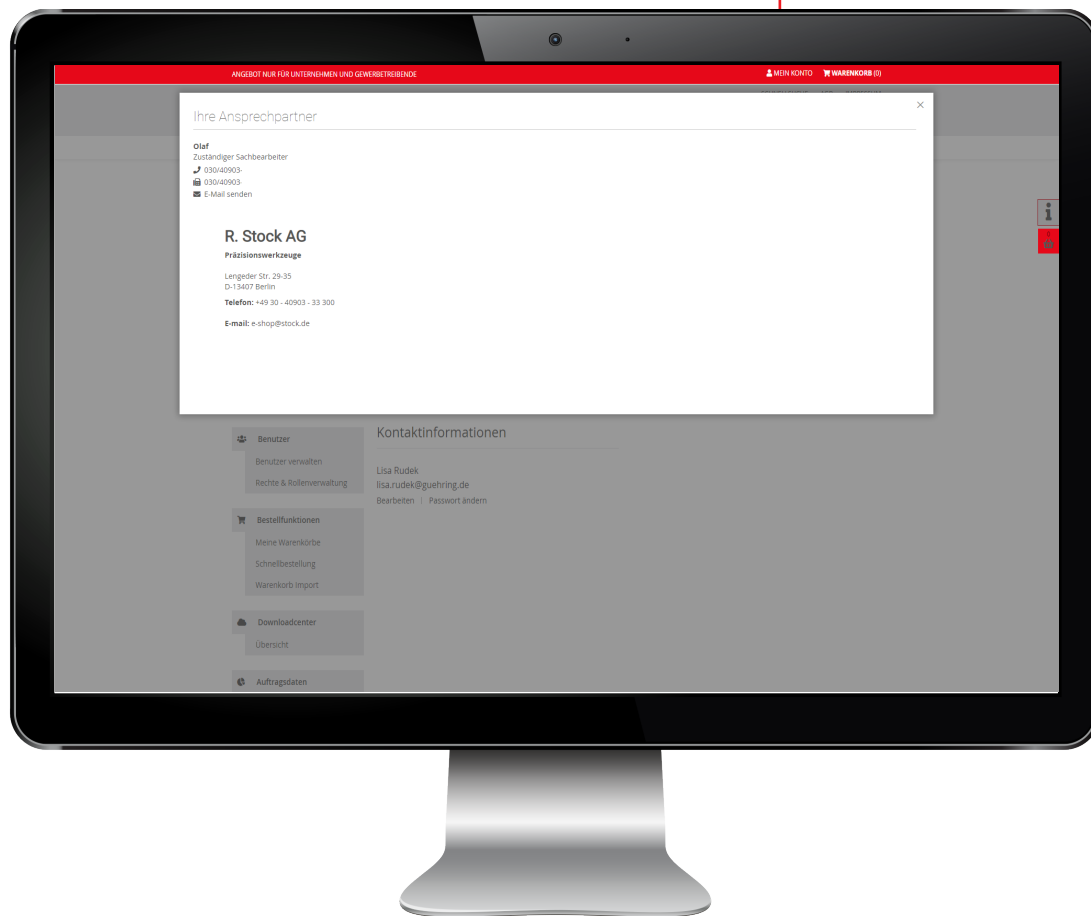 ANGEBOT NUR FÜR UNTERNEHMEN UND GEWERBETREIBENDE
MEIN KONTO WARENKORB (0)
Ihre Ansprechpartner
×
Olaf
Zuständiger Sachbearbeiter
030/40903-
030/40903-
E-Mail senden
R. Stock AG
Präzisionswerkzeuge
Lengeder Str. 29-35
D-13407 Berlin
Telefon: +49 30 - 40903 - 33 300
E-mail: e-shop@stock.de
Benutzer
Benutzer verwalten
Rechte & Rollenverwaltung
Bestellfunktionen
Meine Warenkörbe
Schnellbestellung
Warenkorb Import
Downloadcenter
Übersicht
Auftragsdaten
Kontaktinformationen
Lisa Rudek
lisa.rudek@guehring.de
Bearbeiten | Passwort ändern